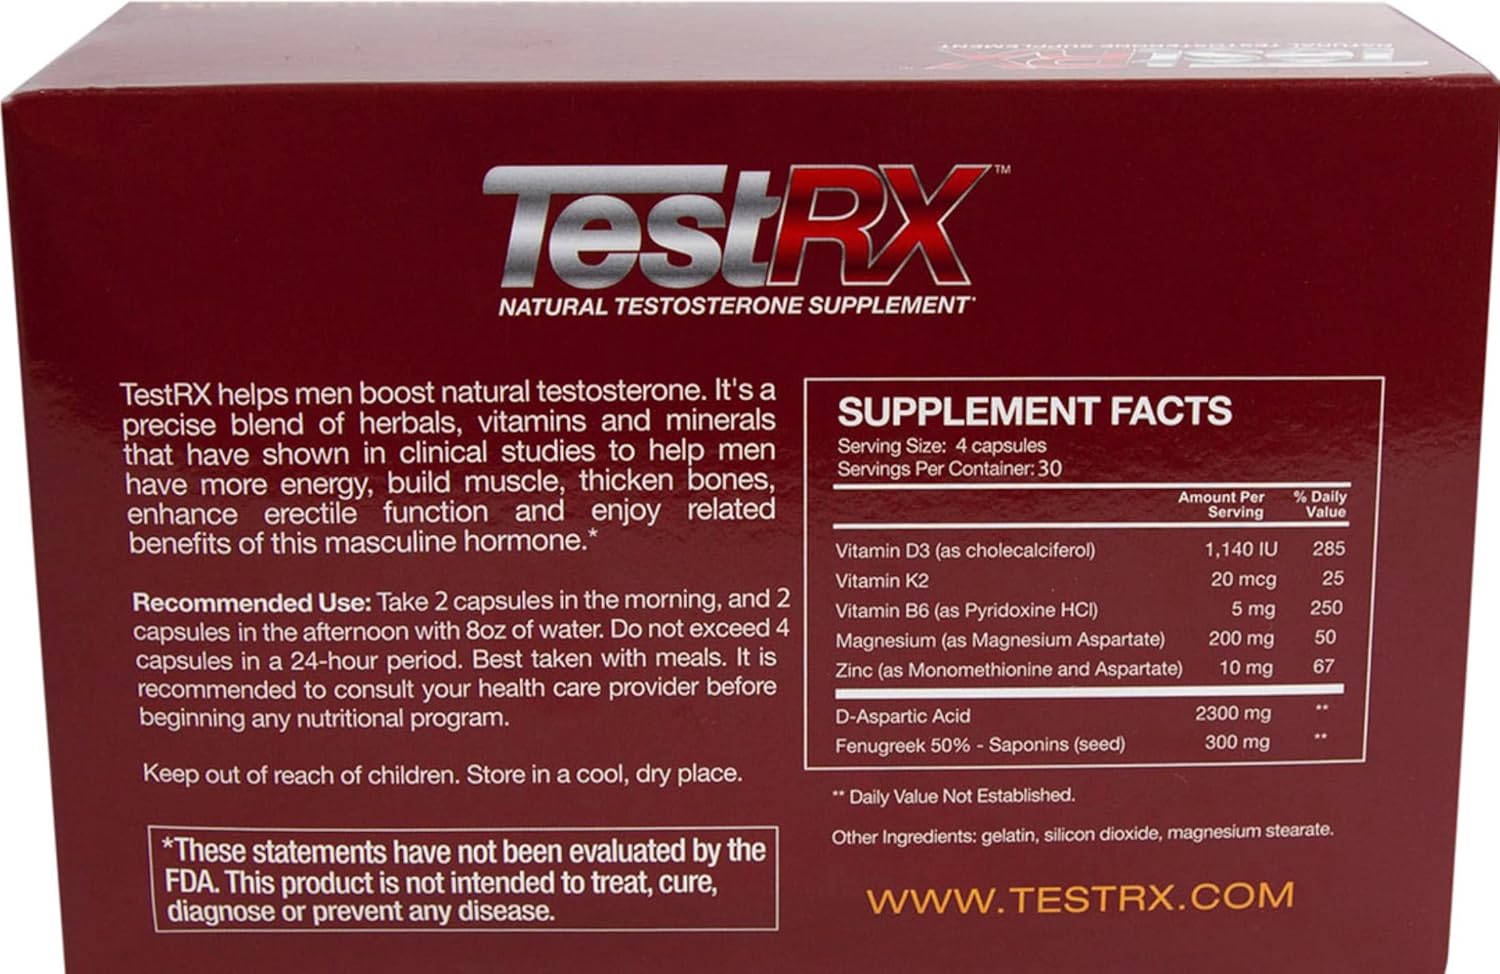 TestRX™
NATURAL TESTOSTERONE SUPPLEMENT*
TestRX helps men boost natural testosterone. It's a
precise blend of herbals, vitamins and minerals
that have shown in clinical studies to help men
have more energy, build muscle, thicken bones,
enhance erectile function and enjoy related
benefits of this masculine hormone.*
Recommended Use: Take 2 capsules in the morning, and 2
capsules in the afternoon with 8oz of water. Do not exceed 4
capsules in a 24-hour period. Best taken with meals. It is
recommended to consult your health care provider before
beginning any nutritional program.
Keep out of reach of children. Store in a cool, dry place.
*These statements have not been evaluated by the
FDA. This product is not intended to treat, cure,
diagnose or prevent any disease.
SUPPLEMENT FACTS
Serving Size: 4 capsules
Servings Per Container: 30
Amount Per Serving % Daily Value
Vitamin D3 (as cholecalciferol) 1,140 IU 285
Vitamin K2 20 mcg 25
Vitamin B6 (as Pyridoxine HCl) 5 mg 250
Magnesium (as Magnesium Aspartate) 200 mg 50
Zinc (as Monomethionine and Aspartate) 10 mg 67
D-Aspartic Acid 2300 mg **
Fenugreek 50% - Saponins (seed) 300 mg **
** Daily Value Not Established.
Other Ingredients: gelatin, silicon dioxide, magnesium stearate.
WWW.TESTRX.COM
TestRX
NATURAL TESTOSTERONE SUPPLEMENT